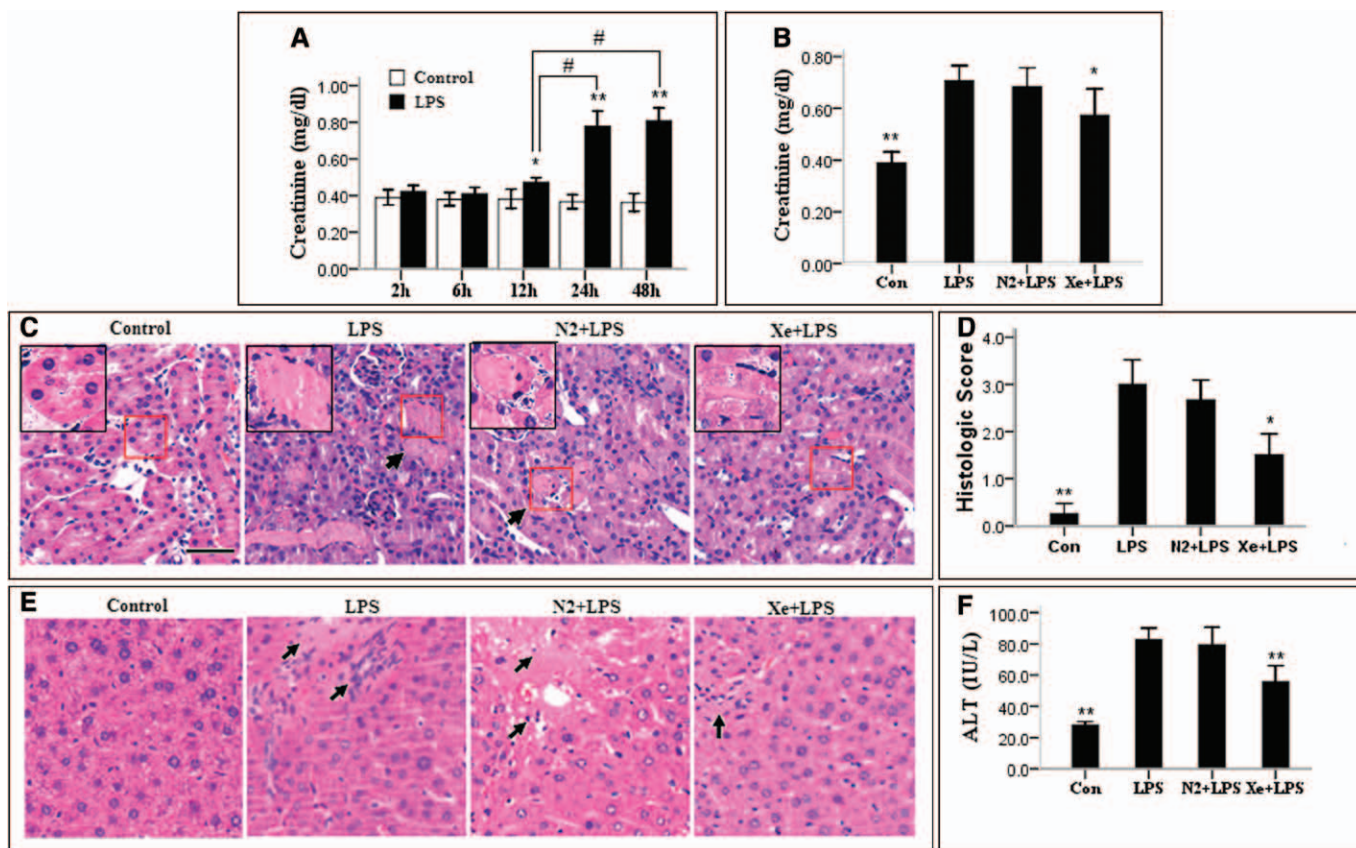 A
#
#
Control
LPS
Creatinine (mg/dl)
1.00
0.80
0.60
0.40
0.20
0.00
*
**
**
2h
6h
12h
24h
48h
B
Creatinine (mg/dl)
0.80
0.60
0.40
0.20
0.00
**
*
Con
LPS
N2+LPS
Xe+LPS
C
Control
LPS
N2+LPS
Xe+LPS
D
Histologic Score
4.0
3.0
2.0
1.0
0.0
**
*
Con
LPS
N2+LPS
Xe+LPS
E
Control
LPS
N2+LPS
Xe+LPS
F
ALT (IU/L)
100.0
80.0
60.0
40.0
20.0
0.0
**
**
Con
LPS
N2+LPS
Xe+LPS